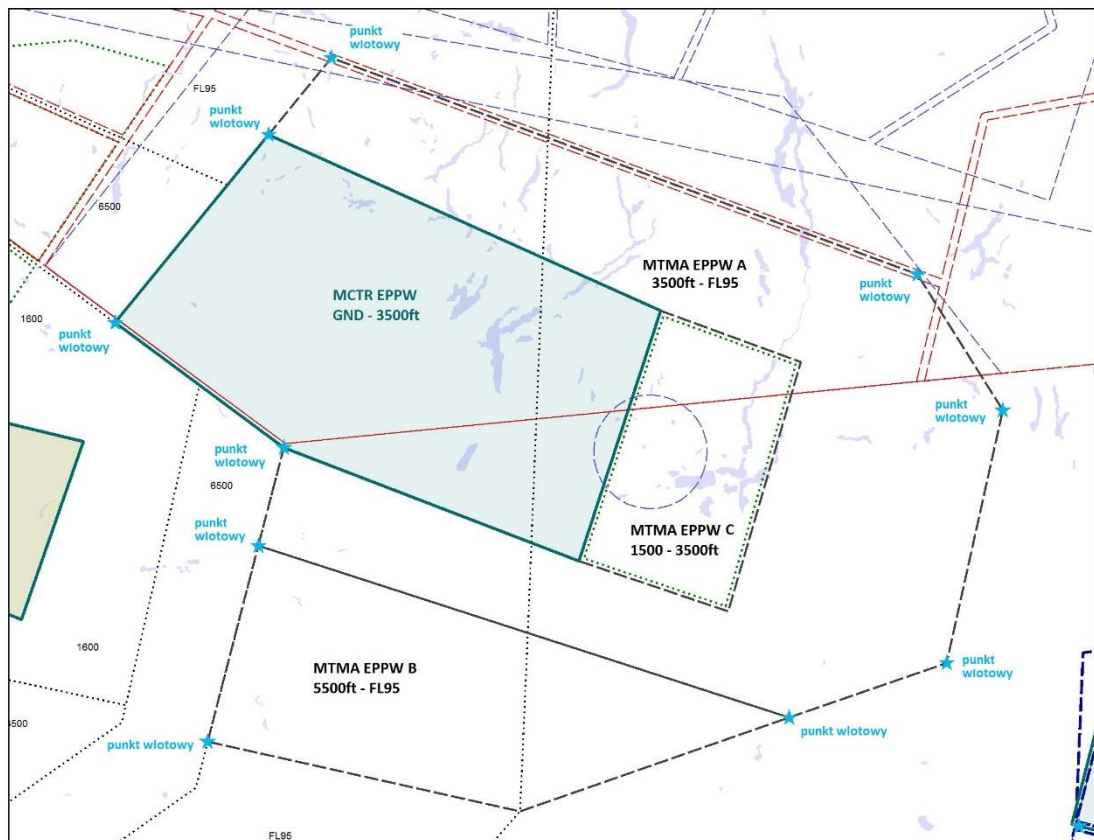 punkt
wlotowy
FL95
punkt
wlotowy
6500
MTMA EPPW A
3500ft - FL95
punkt
wlotowy
MCTR EPPW
GND - 3500ft
1600
punkt
wlotowy
punkt
wlotowy
punkt
wlotowy
6500
punkt
wlotowy
MTMA EPPW C
1500 - 3500ft
1600
MTMA EPPW B
5500ft - FL95
punkt
wlotowy
6500
punkt wlotowy
punkt wlotowy
FL95